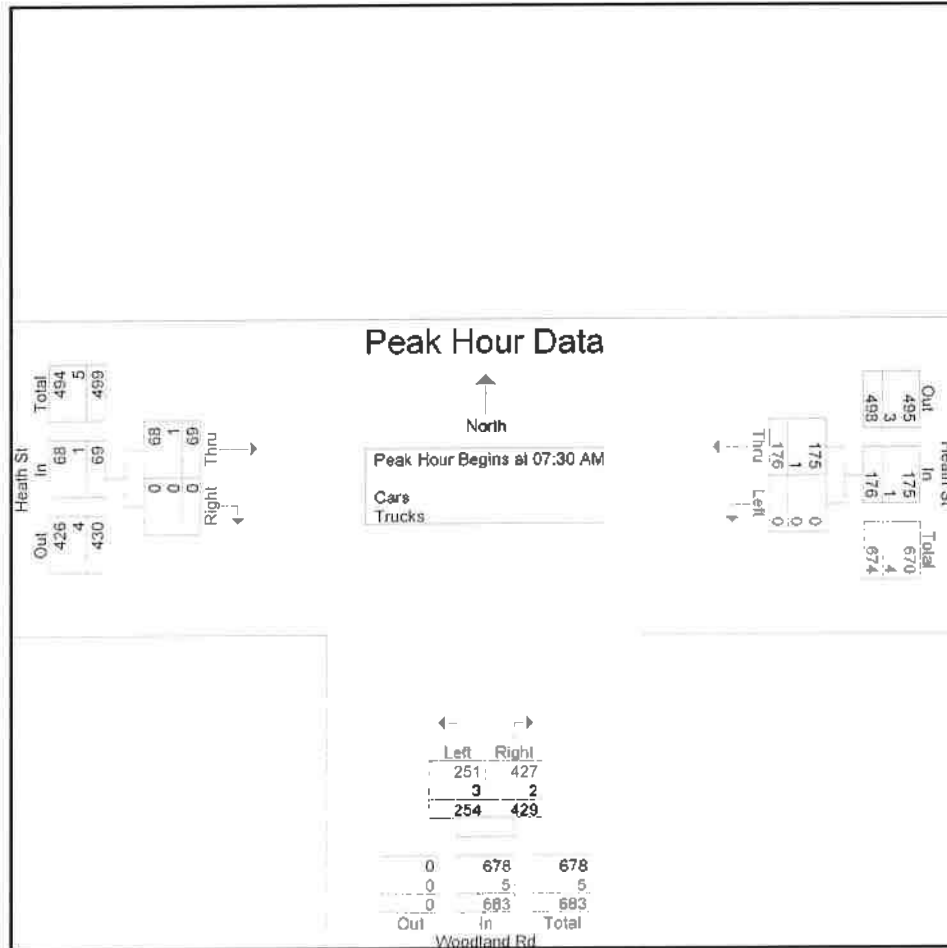 Peak Hour Data
North
Peak Hour Begins at 07:30 AM
Cars
Trucks
Heath St
Total
494
5
499
In
68
1
69
Out
426
4
430
Thru
68
1
69
Right
0
0
0
Thru
175
1
176
Left
0
0
0
Out
495
3
498
In
175
1
176
Total
670
4
674
Left Right
251 427
3 2
254 429
0 678 678
0 5 5
0 683 683
Out In Total
Woodland Rd